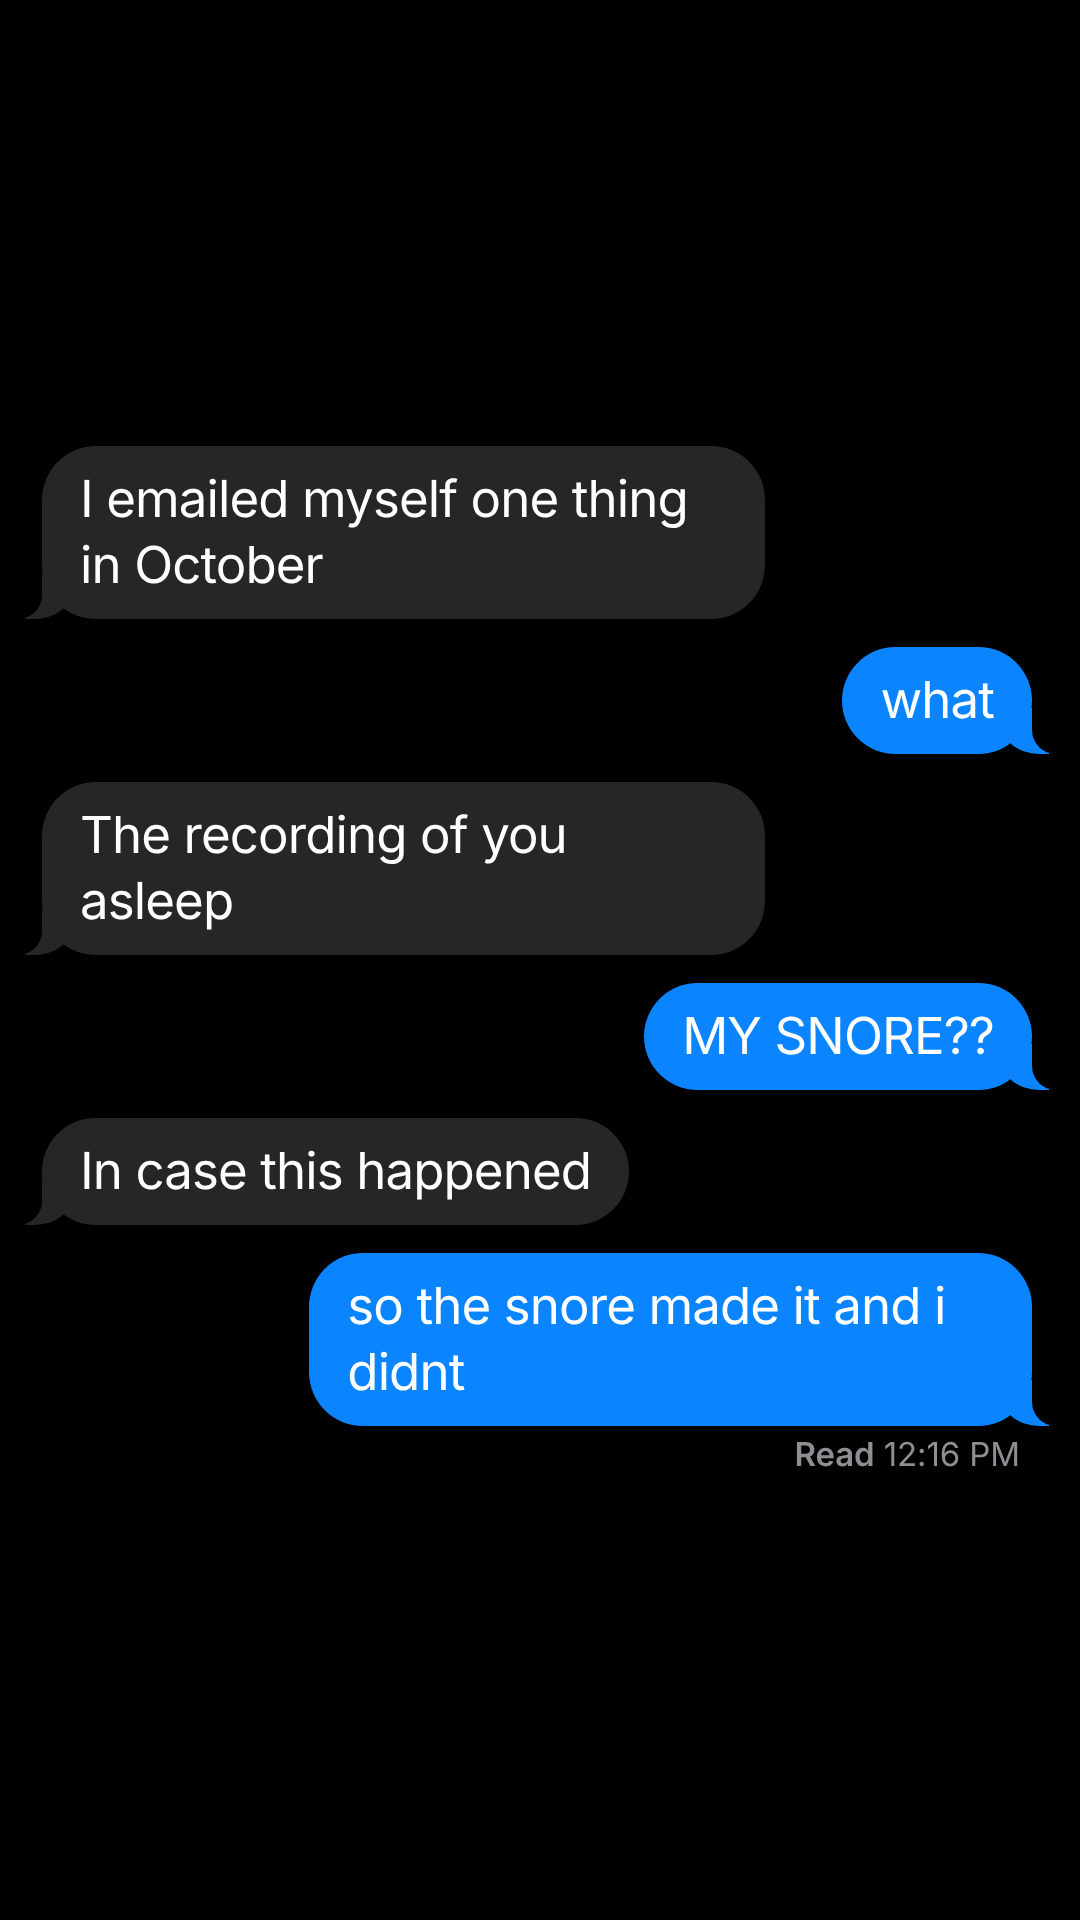 I emailed myself one thing
in October
what
The recording of you
asleep
MY SNORE??
In case this happened
so the snore made it and i
didnt
Read 12:16 PM